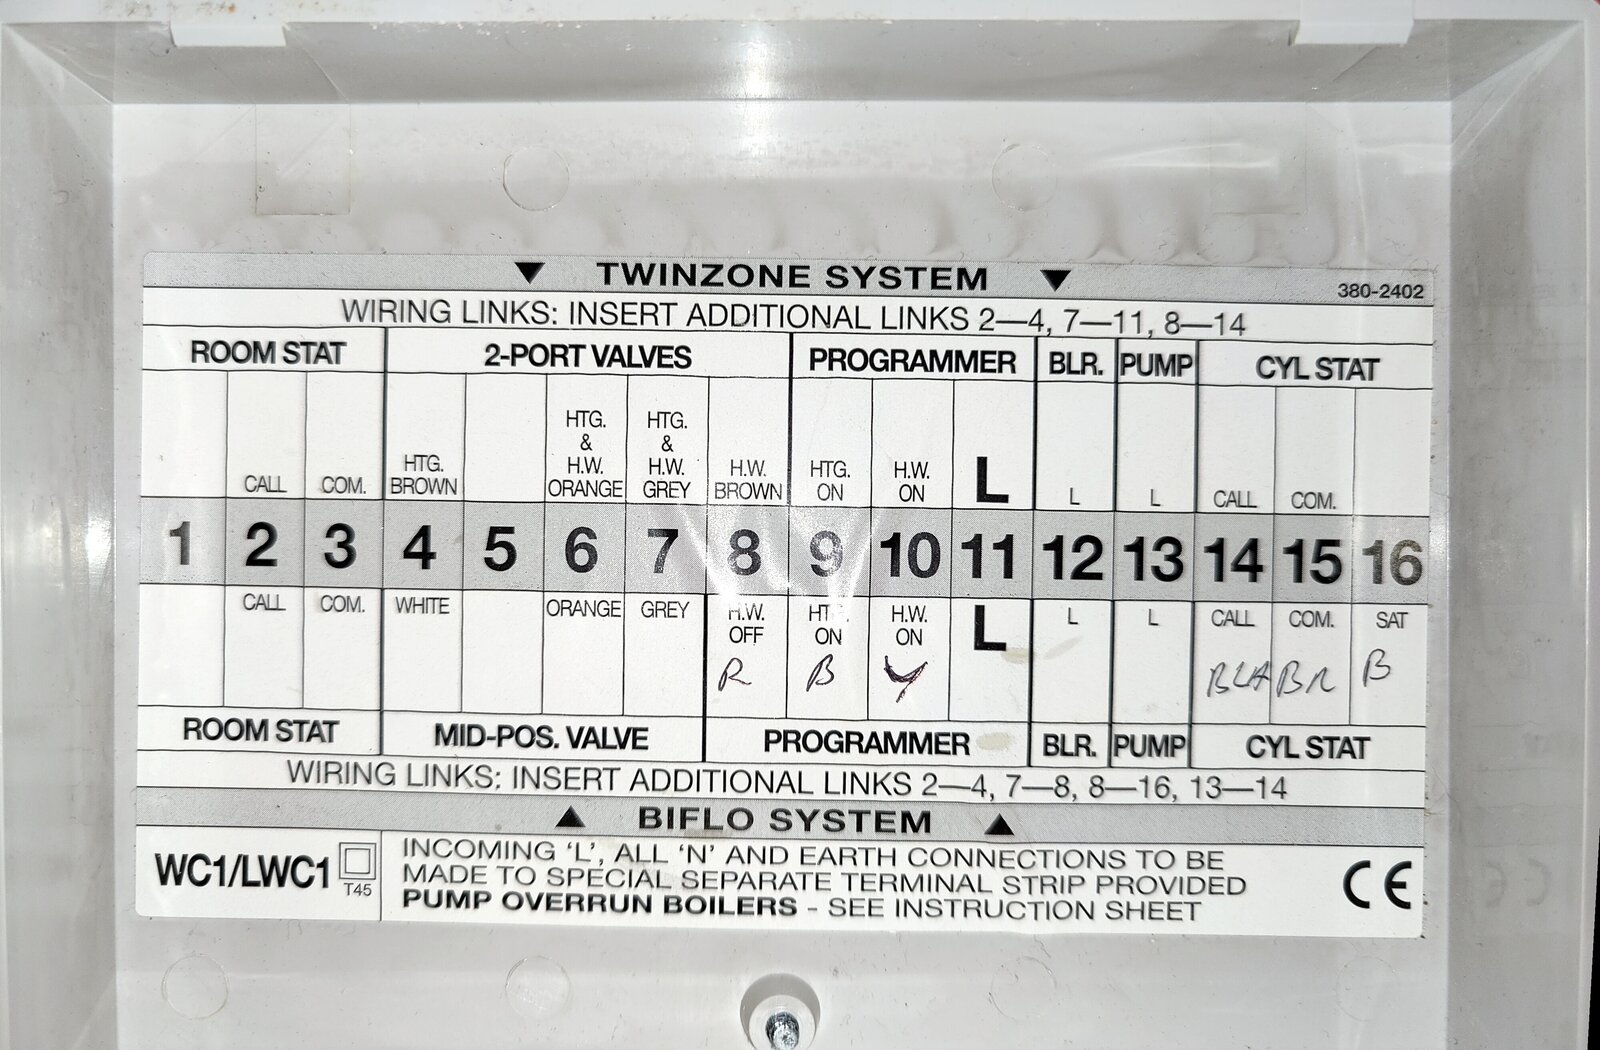 TWINZONE SYSTEM
380-2402
WIRING LINKS: INSERT ADDITIONAL LINKS 2—4, 7—11, 8—14
ROOM STAT 2-PORT VALVES PROGRAMMER BLR. PUMP CYL STAT
CALL COM. HTG. BROWN HTG. & H.W. ORANGE HTG. & H.W. GREY H.W. BROWN HTG. ON H.W. ON L L L CALL COM.
1 2 3 4 5 6 7 8 9 10 11 12 13 14 15 16
CALL COM. WHITE ORANGE GREY H.W. OFF HTG. ON H.W. ON L L L CALL COM. SAT
R B Y BLA BR B
ROOM STAT MID-POS. VALVE PROGRAMMER BLR. PUMP CYL STAT
WIRING LINKS: INSERT ADDITIONAL LINKS 2—4, 7—8, 8—16, 13—14
BIFLO SYSTEM
WC1/LWC1 T45
INCOMING 'L', ALL 'N' AND EARTH CONNECTIONS TO BE
MADE TO SPECIAL SEPARATE TERMINAL STRIP PROVIDED
PUMP OVERRUN BOILERS - SEE INSTRUCTION SHEET
CE